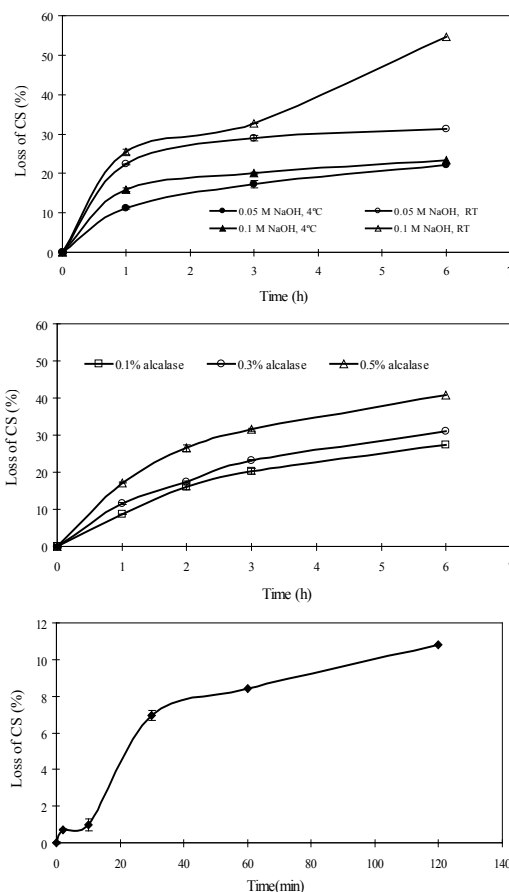 60
50
40
30
20
10
0
Loss of CS (%)
0.05 M NaOH, 4ºC
0.05 M NaOH, RT
0.1 M NaOH, 4ºC
0.1 M NaOH, RT
0 1 2 3 4 5 6 7
Time (h)
60
50
40
30
20
10
0
Loss of CS (%)
0.1% alcalase 0.3% alcalase 0.5% alcalase
0 1 2 3 4 5 6 7
Time (h)
12
10
8
6
4
2
0
Loss of CS (%)
0 20 40 60 80 100 120 140
Time(min)